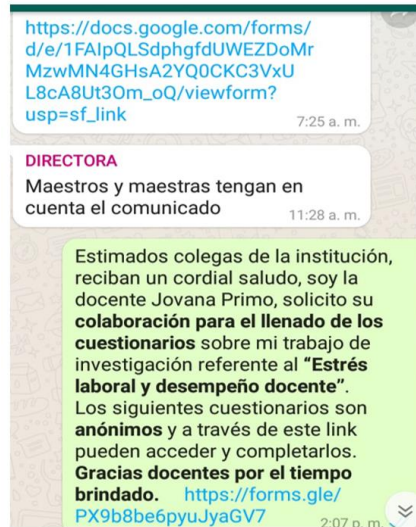 https://docs.google.com/forms/
d/e/1FAIpQLSdphgfdUWEZDoMr
MzwMN4GHsA2YQ0CKC3VxU
L8cA8Ut3Om_oQ/viewform?
usp=sf_link
7:25 a. m.
DIRECTORA
Maestros y maestras tengan en
cuenta el comunicado
11:28 a. m.
Estimados colegas de la institución,
reciban un cordial saludo, soy la
docente Jovana Primo, solicito su
colaboración para el llenado de los
cuestionarios sobre mi trabajo de
investigación referente al “Estrés
laboral y desempeño docente”.
Los siguientes cuestionarios son
anónimos y a través de este link
pueden acceder y completarlos.
Gracias docentes por el tiempo
brindado. https://forms.gle/
PX9b8be6pyuJyaGV7
2:07 p. m.